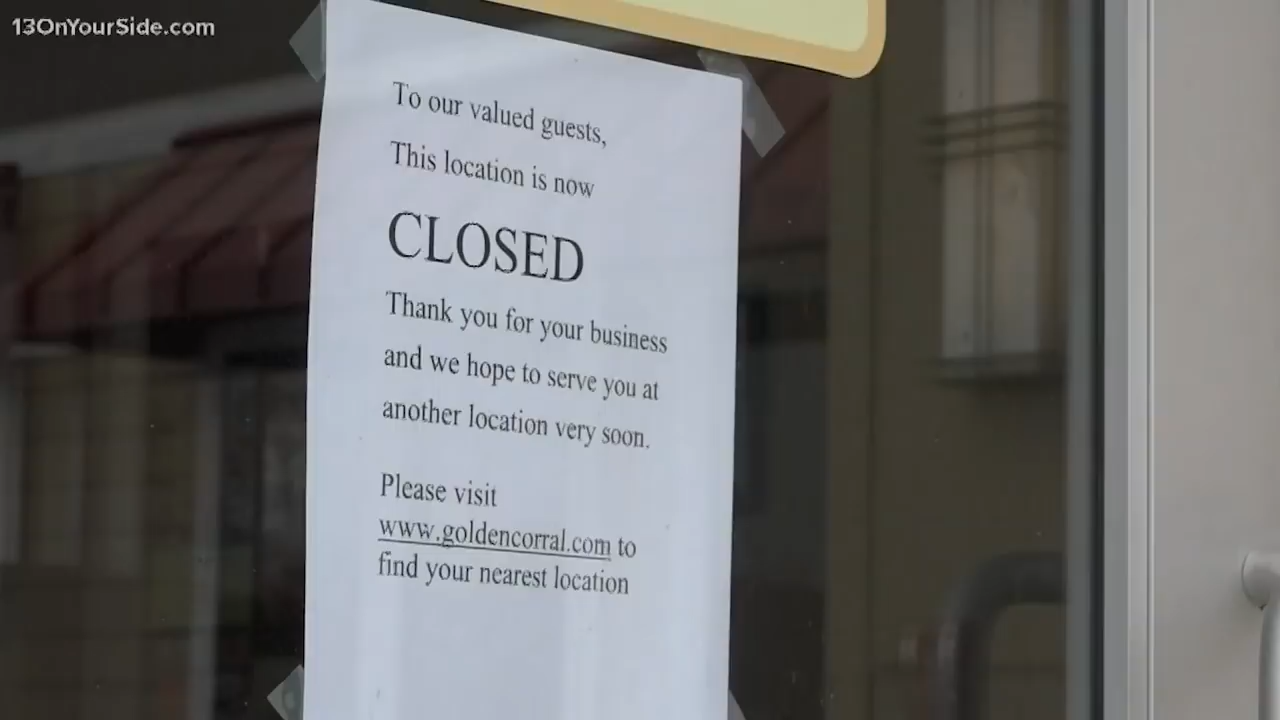 13OnYourSide.com
To our valued guests,
This location is now
CLOSED
Thank you for your business
and we hope to serve you at
another location very soon.
Please visit
www.goldencorral.com to
find your nearest location